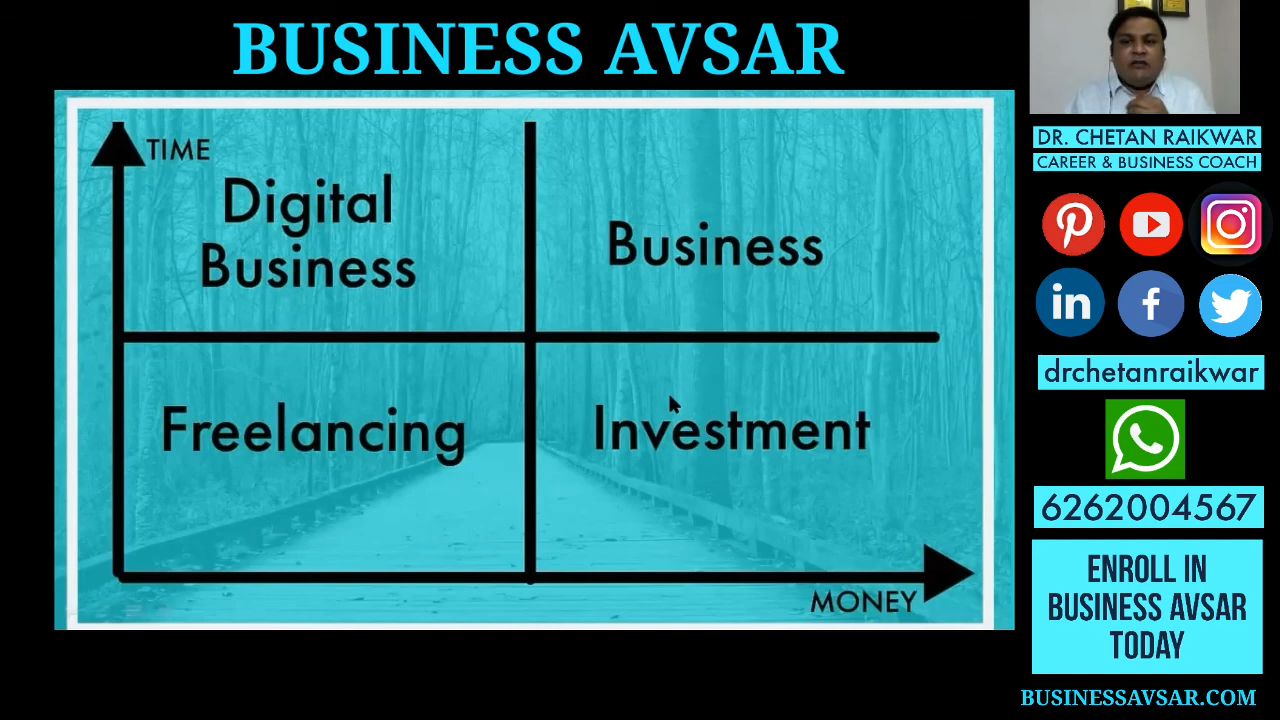 BUSINESS AVSAR
TIME
Digital
Business
Business
Freelancing
Investment
MONEY
DR. CHETAN RAIKWAR
CAREER & BUSINESS COACH
drchetanraikwar
6262004567
ENROLL IN
BUSINESS AVSAR
TODAY
BUSINESSAVSAR.COM